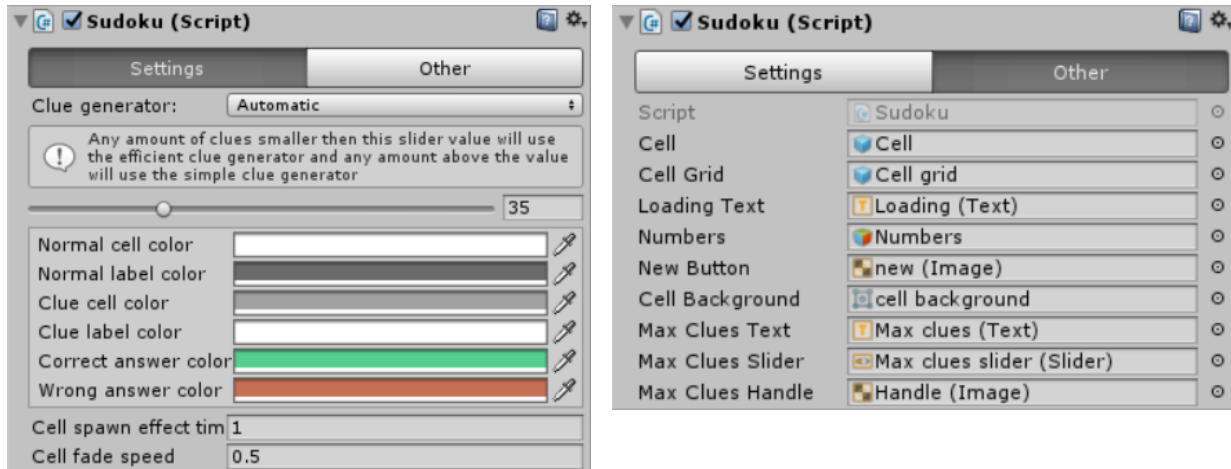 Sudoku (Script)
Settings Other
Clue generator: Automatic
Any amount of clues smaller then this slider value will use
the efficient clue generator and any amount above the value
will use the simple clue generator
35
Normal cell color
Normal label color
Clue cell color
Clue label color
Correct answer color
Wrong answer color
Cell spawn effect tim 1
Cell fade speed 0.5
Sudoku (Script)
Settings Other
Script Sudoku
Cell Cell
Cell Grid Cell grid
Loading Text Loading (Text)
Numbers Numbers
New Button new (Image)
Cell Background cell background
Max Clues Text Max clues (Text)
Max Clues Slider Max clues slider (Slider)
Max Clues Handle Handle (Image)